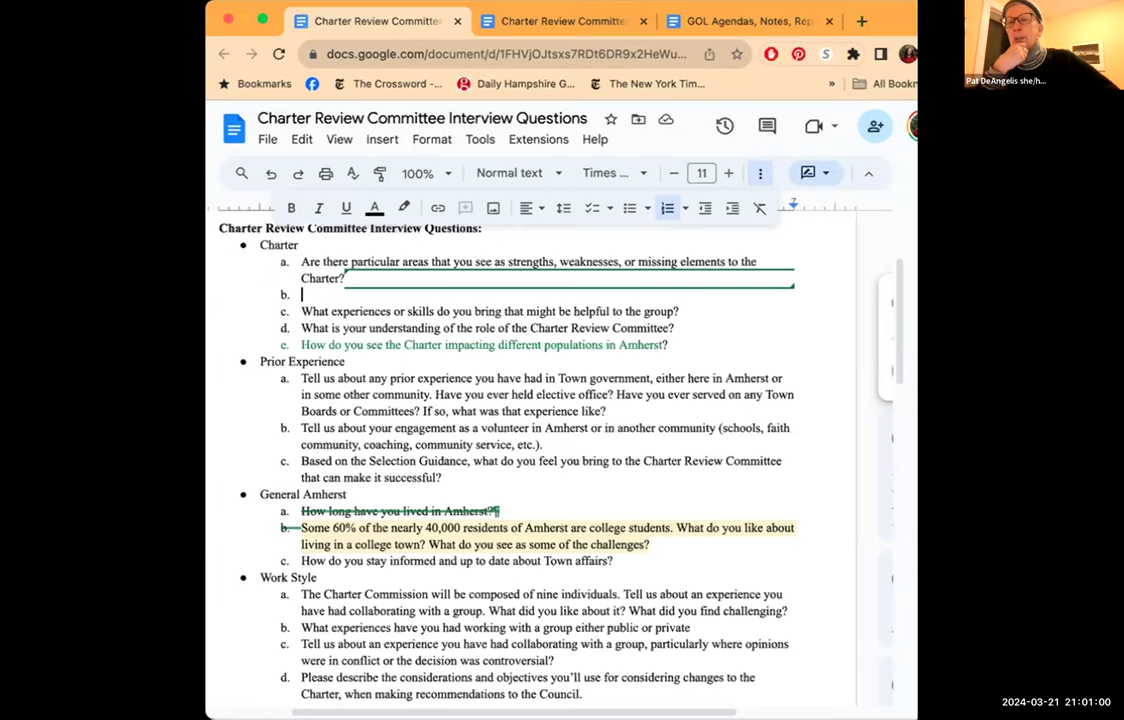 Charter Review Committee
Charter Review Committee
GOL Agendas, Notes, Rep
docs.google.com/document/d/1FHVjOJtsxs7RDt6DR9x2HeWu...
Bookmarks
The Crossword -...
Daily Hampshire G...
The New York Tim...
»
All Bookn
Charter Review Committee Interview Questions
File Edit View Insert Format Tools Extensions Help
100% Normal text Times ... 11
B I U A
7
Charter Review Committee Interview Questions:
● Charter
a. Are there particular areas that you see as strengths, weaknesses, or missing elements to the
Charter?
b.
c. What experiences or skills do you bring that might be helpful to the group?
d. What is your understanding of the role of the Charter Review Committee?
e. How do you see the Charter impacting different populations in Amherst?
● Prior Experience
a. Tell us about any prior experience you have had in Town government, either here in Amherst or
in some other community. Have you ever held elective office? Have you ever served on any Town
Boards or Committees? If so, what was that experience like?
b. Tell us about your engagement as a volunteer in Amherst or in another community (schools, faith
community, coaching, community service, etc.).
c. Based on the Selection Guidance, what do you feel you bring to the Charter Review Committee
that can make it successful?
● General Amherst
a. How long have you lived in Amherst?¶
b. Some 60% of the nearly 40,000 residents of Amherst are college students. What do you like about
living in a college town? What do you see as some of the challenges?
c. How do you stay informed and up to date about Town affairs?
● Work Style
a. The Charter Commission will be composed of nine individuals. Tell us about an experience you
have had collaborating with a group. What did you like about it? What did you find challenging?
b. What experiences have you had working with a group either public or private
c. Tell us about an experience you have had collaborating with a group, particularly where opinions
were in conflict or the decision was controversial?
d. Please describe the considerations and objectives you’ll use for considering changes to the
Charter, when making recommendations to the Council.
Pat DeAngelis she/h...
2024-03-21 21:01:00